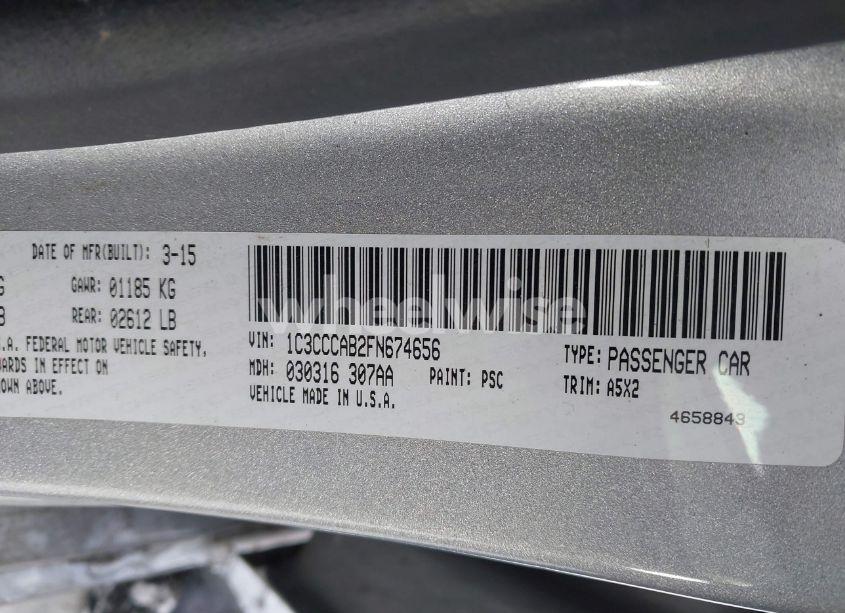 DATE OF MFR(BUILT): 3-15
G GAWR: 01185 KG
B REAR: 02612 LB
.A. FEDERAL MOTOR VEHICLE SAFETY,
ARDS IN EFFECT ON
OWN ABOVE.
wheelwise
VIN: 1C3CCCAB2FN674656 TYPE: PASSENGER CAR
MDH: 030316 307AA PAINT: PSC TRIM: A5X2
VEHICLE MADE IN U.S.A.
4658843